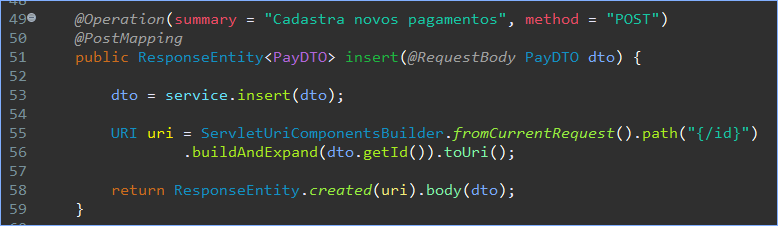 49 @Operation(summary = "Cadastra novos pagamentos", method = "POST")
50 @PostMapping
51 public ResponseEntity<PayDTO> insert(@RequestBody PayDTO dto) {
52
53 dto = service.insert(dto);
54
55 URI uri = ServletUriComponentsBuilder.fromCurrentRequest().path("{/id}")
56 .buildAndExpand(dto.getId()).toUri();
57
58 return ResponseEntity.created(uri).body(dto);
59 }